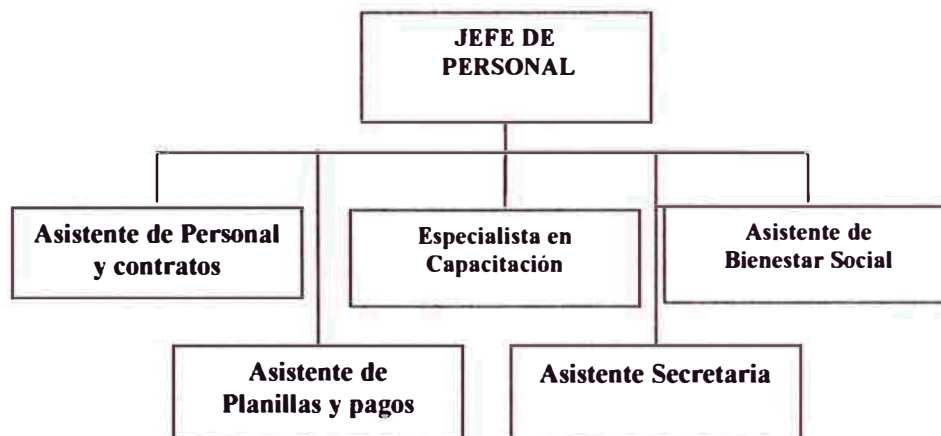 JEFE DE
PERSONAL
Asistente de Personal
y contratos
Especialista en
Capacitación
Asistente de
Bienestar Social
Asistente de
Planillas y pagos
Asistente Secretaria